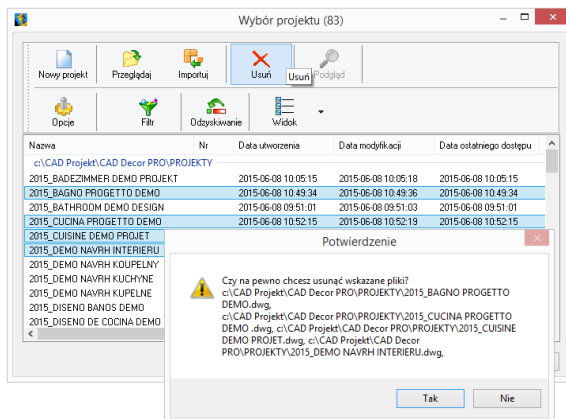 Wybór projektu (83)
Nowy projekt Przeglądaj Importuj Usuń Usuń Podgląd
Opcje Filtr Odzyskiwanie Widok
Nazwa Nr Data utworzenia Data modyfikacji Data ostatniego dostępu
c:\CAD Projekt\CAD Decor PRO\PROJEKTY
2015_BADEZIMMER DEMO PROJEKT 2015-06-08 10:05:15 2015-06-08 10:05:18 2015-06-08 10:05:15
2015_BAGNO PROGETTO DEMO 2015-06-08 10:49:34 2015-06-08 10:49:36 2015-06-08 10:49:34
2015_BATHROOM DEMO DESIGN 2015-06-08 09:51:01 2015-06-08 09:51:03 2015-06-08 09:51:01
2015_CUCINA PROGETTO DEMO 2015-06-08 10:52:15 2015-06-08 10:52:19 2015-06-08 10:52:15
2015_CUISINE DEMO PROJET
2015_DEMO NAVRH INTERIERU
2015_DEMO NAVRH KOUPELNY
2015_DEMO NAVRH KUCHYNE
2015_DEMO NAVRH KUPELNE
2015_DISENO BANOS DEMO
2015_DISENO DE COCINA DEMO
Potwierdzenie
Czy na pewno chcesz usunąć wskazane pliki?
c:\CAD Projekt\CAD Decor PRO\PROJEKTY\2015_BAGNO PROGETTO
DEMO.dwg,
c:\CAD Projekt\CAD Decor PRO\PROJEKTY\2015_CUCINA PROGETTO
DEMO .dwg, c:\CAD Projekt\CAD Decor PRO\PROJEKTY\2015_CUISINE
DEMO PROJET.dwg, c:\CAD Projekt\CAD Decor
PRO\PROJEKTY\2015_DEMO NAVRH INTERIERU.dwg,
Tak Nie